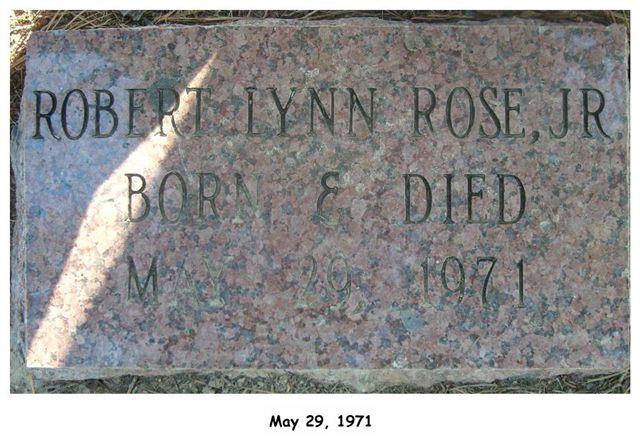 ROBERT LYNN ROSE, JR
BORN & DIED
MAY 29, 1971
May 29, 1971